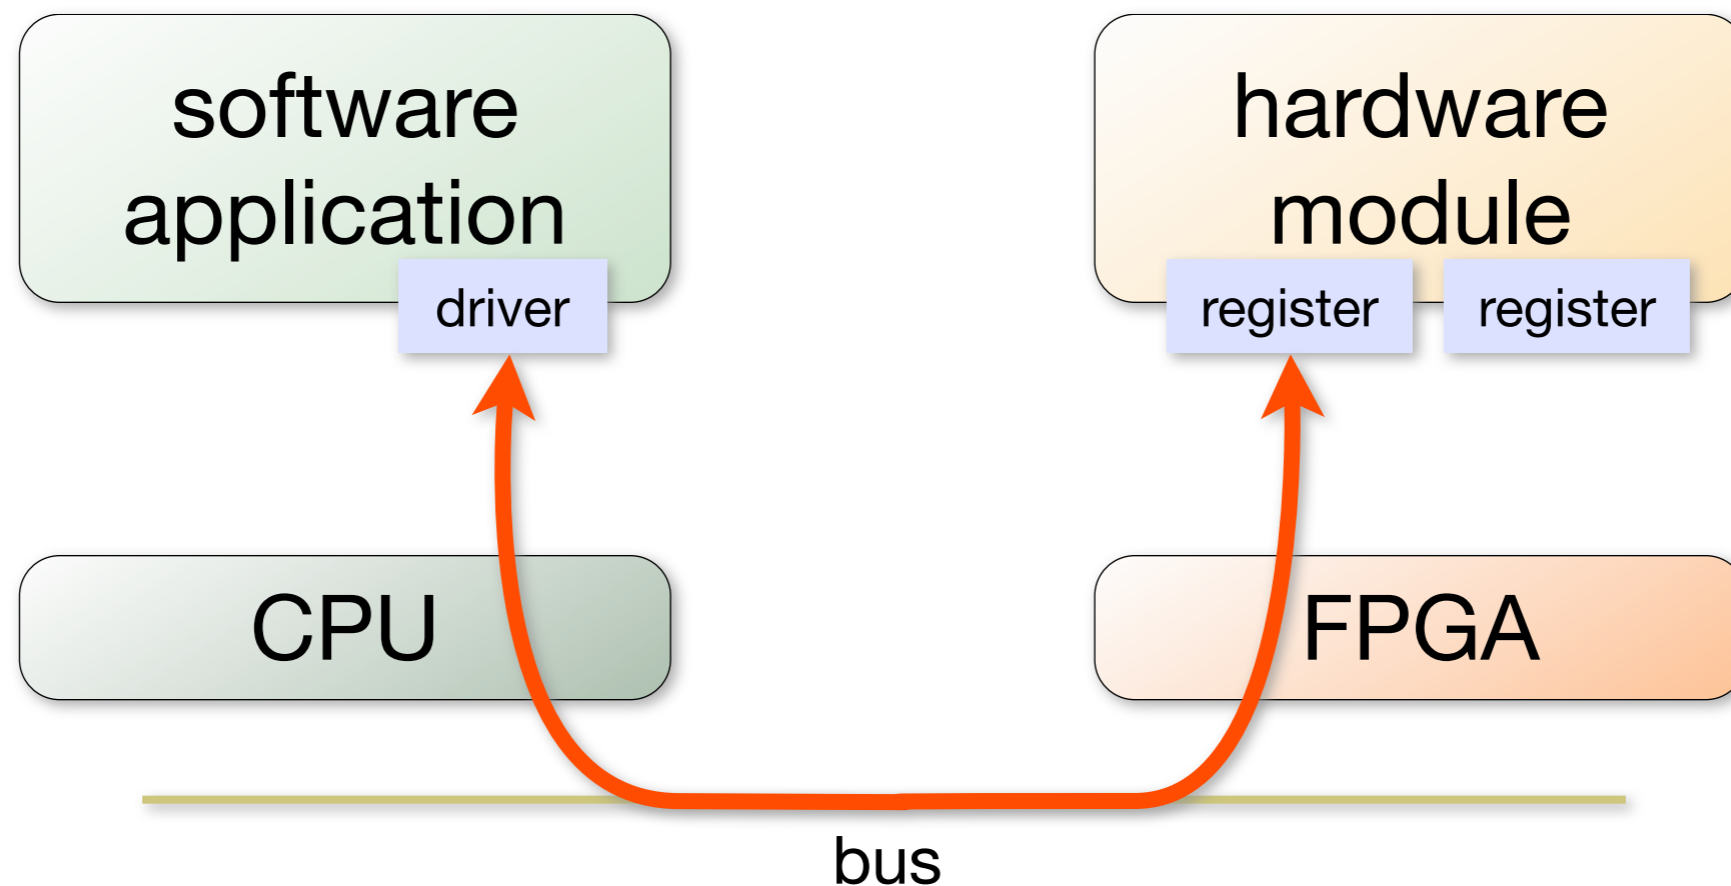 software
application
driver
hardware
module
register
register
CPU
FPGA
bus